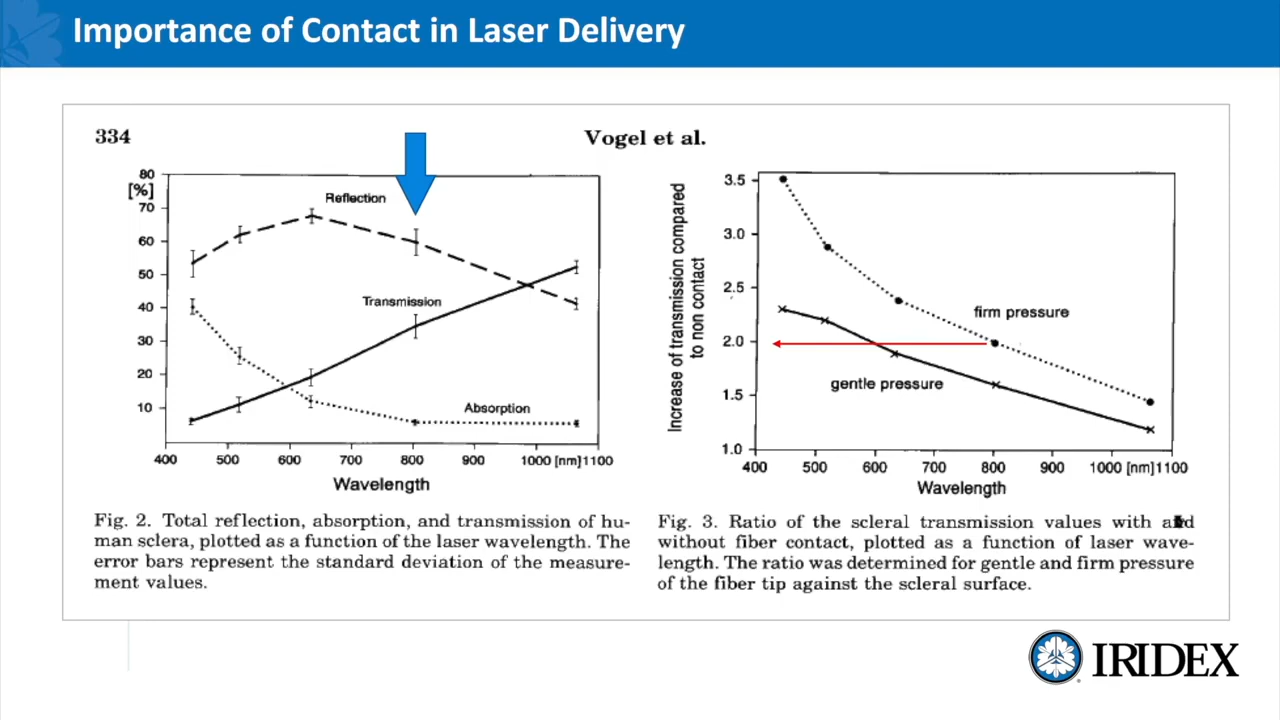 Importance of Contact in Laser Delivery
334
Vogel et al.
80
[%]
70
60
50
40
30
20
10
Reflection
Transmission
Absorption
400 500 600 700 800 900 1000 [nm] 1100
Wavelength
Increase of transmission compared
to non contact
3.5
3.0
2.5
2.0
1.5
1.0
firm pressure
gentle pressure
400 500 600 700 800 900 1000 [nm] 1100
Wavelength
Fig. 2. Total reflection, absorption, and transmission of hu-
man sclera, plotted as a function of the laser wavelength. The
error bars represent the standard deviation of the measure-
ment values.
Fig. 3. Ratio of the scleral transmission values with and
without fiber contact, plotted as a function of laser wave-
length. The ratio was determined for gentle and firm pressure
of the fiber tip against the scleral surface.
IRIDEX